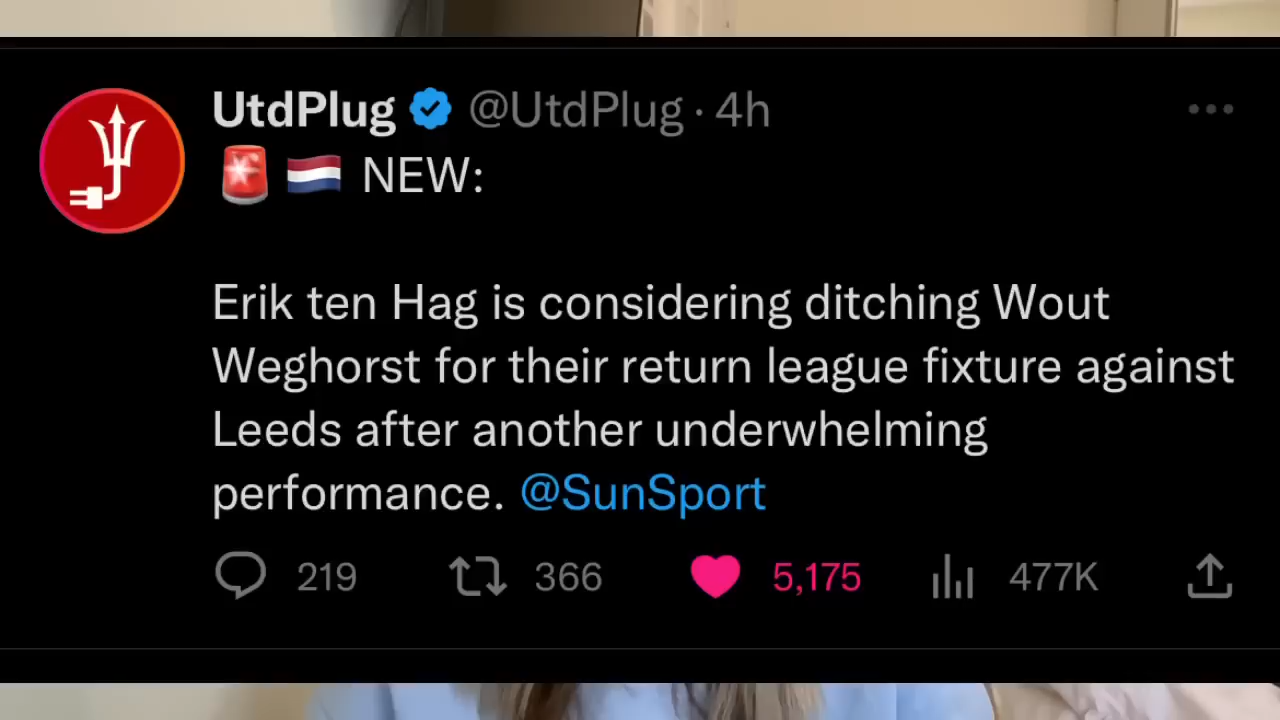 UtdPlug @UtdPlug · 4h
🚨 🇳🇱 NEW:
Erik ten Hag is considering ditching Wout
Weghorst for their return league fixture against
Leeds after another underwhelming
performance. @SunSport
219 366 5,175 477K